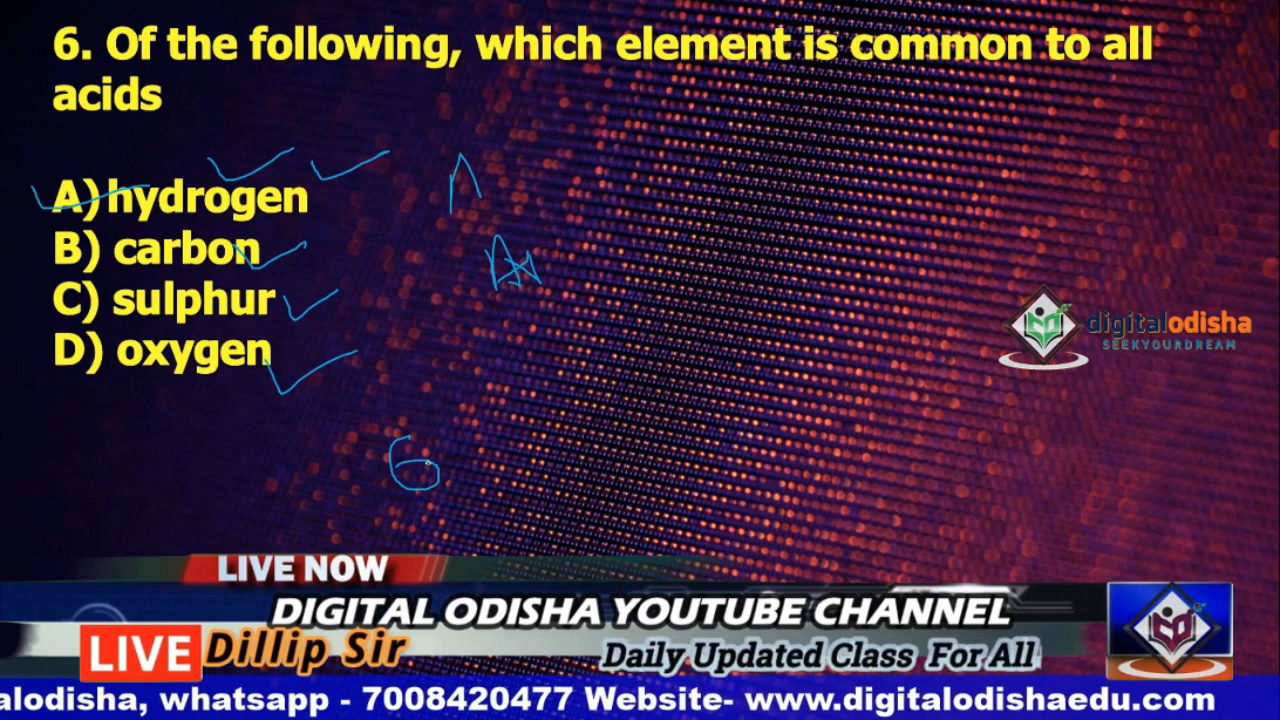 6. Of the following, which element is common to all
acids
A) hydrogen
B) carbon
C) sulphur
D) oxygen
digitalodisha
SEEKYOURDREAM
6
LIVE NOW
DIGITAL ODISHA YOUTUBE CHANNEL
LIVE Dillip Sir
Daily Updated Class For All
alodisha, whatsapp - 7008420477 Website- www.digitalodishaedu.com